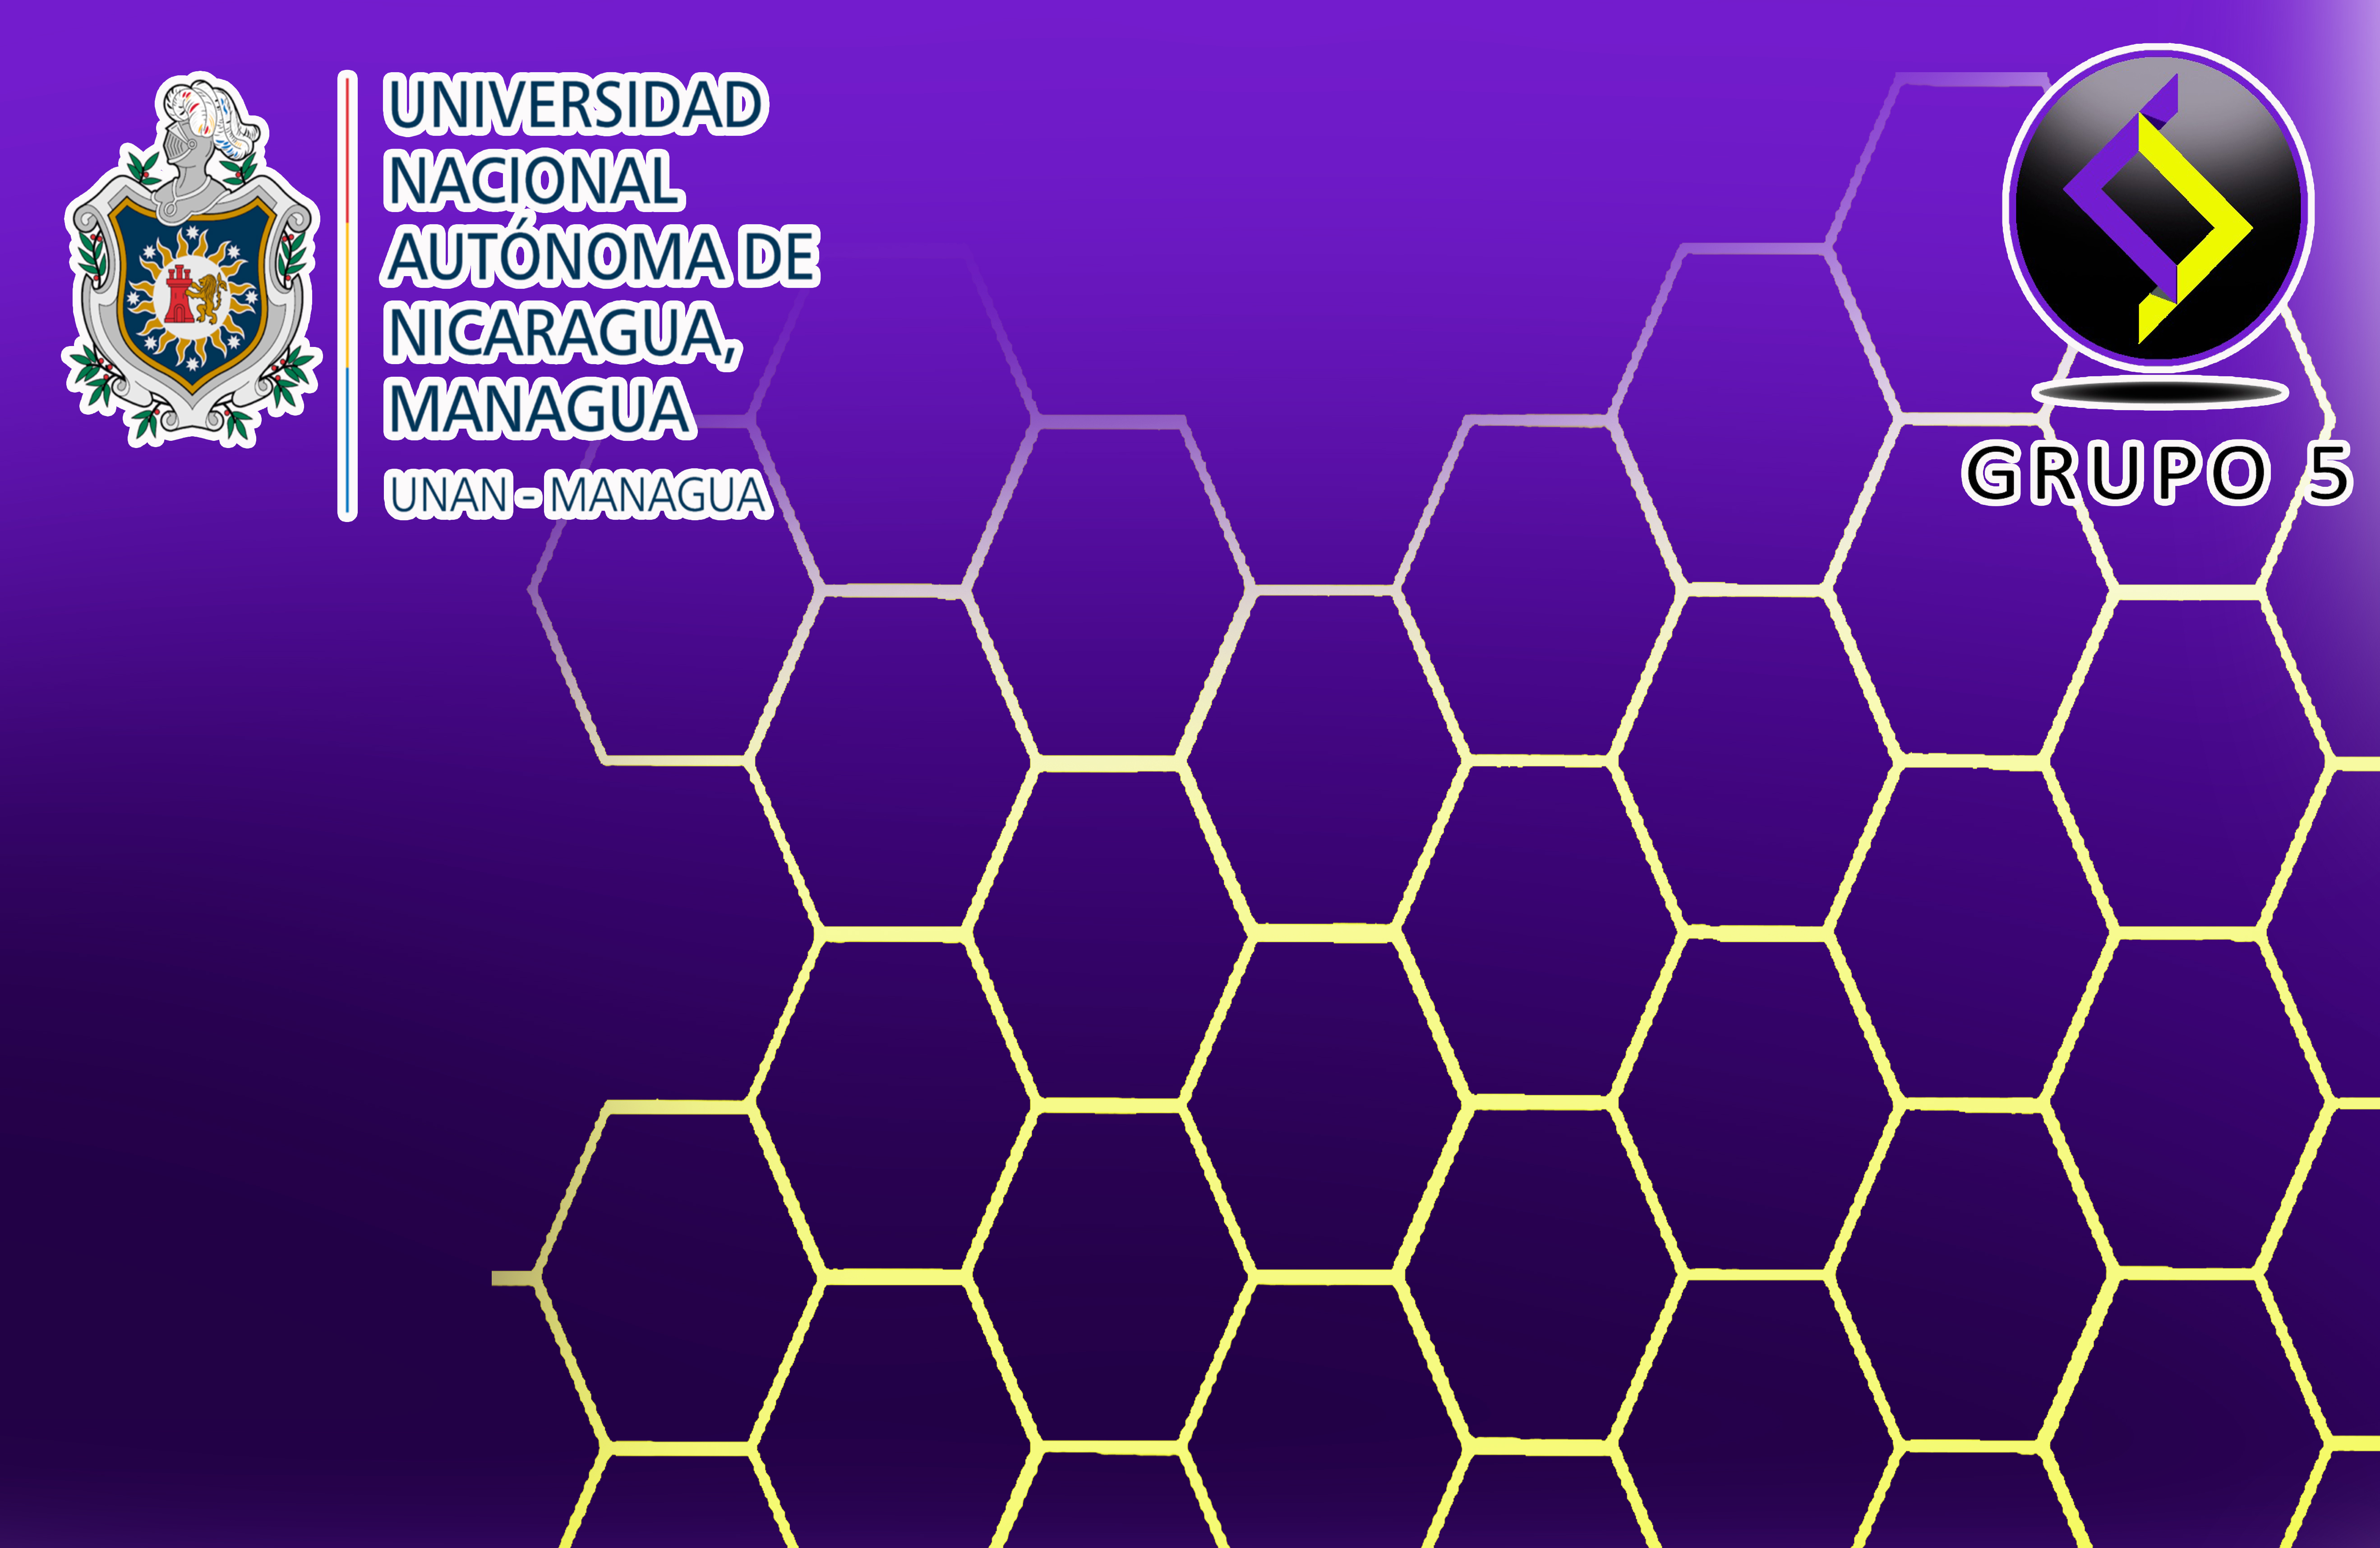 UNIVERSIDAD
NACIONAL
AUTÓNOMA DE
NICARAGUA,
MANAGUA
UNAN - MANAGUA
GRUPO 5